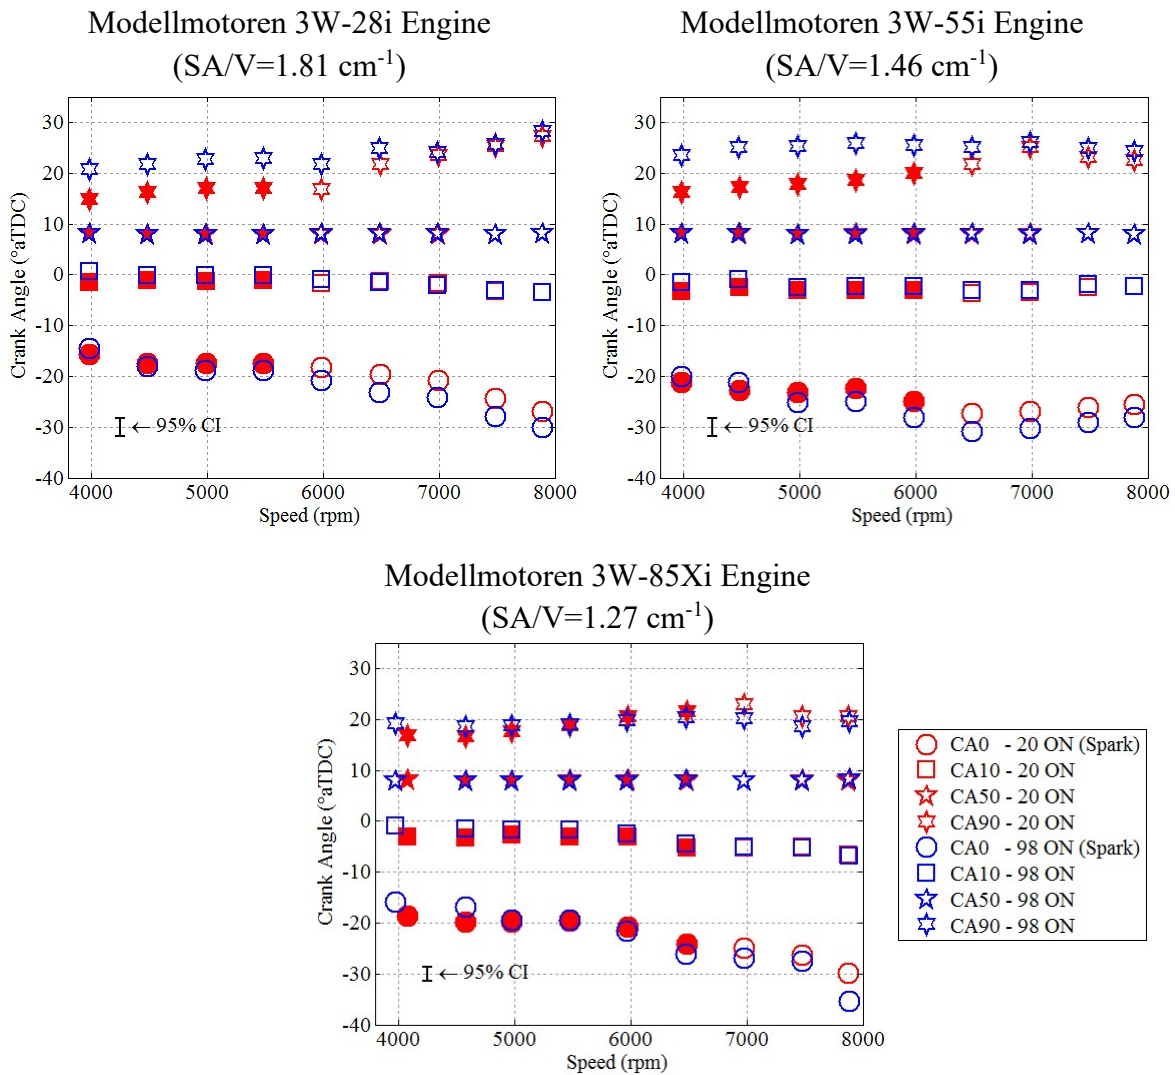 Modellmotoren 3W-28i Engine
(SA/V=1.81 cm⁻¹)
30
20
10
0
-10
-20
-30
-40
Crank Angle (°aTDC)
← 95% CI
4000 5000 6000 7000 8000
Speed (rpm)
Modellmotoren 3W-55i Engine
(SA/V=1.46 cm⁻¹)
30
20
10
0
-10
-20
-30
-40
Crank Angle (°aTDC)
← 95% CI
4000 5000 6000 7000 8000
Speed (rpm)
Modellmotoren 3W-85Xi Engine
(SA/V=1.27 cm⁻¹)
30
20
10
0
-10
-20
-30
-40
Crank Angle (°aTDC)
← 95% CI
4000 5000 6000 7000 8000
Speed (rpm)
CA0 - 20 ON (Spark)
CA10 - 20 ON
CA50 - 20 ON
CA90 - 20 ON
CA0 - 98 ON (Spark)
CA10 - 98 ON
CA50 - 98 ON
CA90 - 98 ON